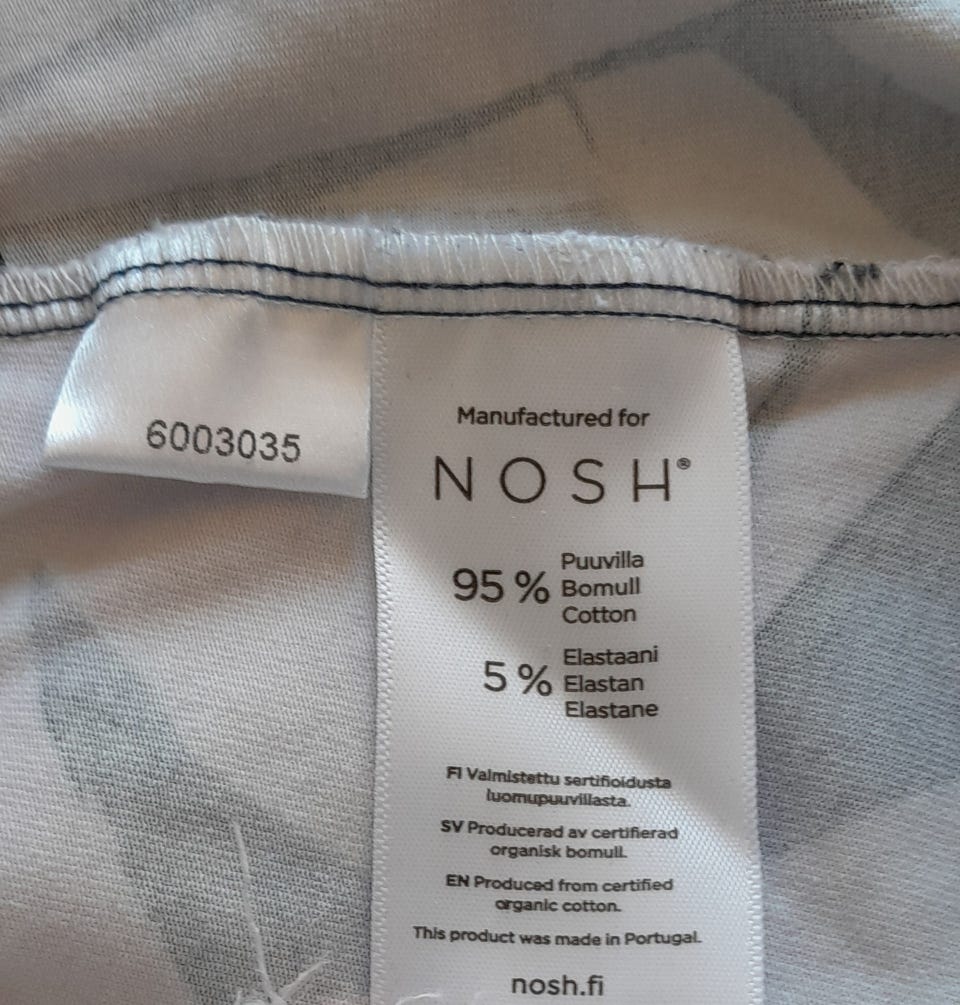 6003035
Manufactured for
NOSH®
95 % Puuvilla
Bomull
Cotton
5 % Elastaani
Elastan
Elastane
FI Valmistettu sertifioidusta
luomupuuvillasta.
SV Producerad av certifierad
organisk bomull.
EN Produced from certified
organic cotton.
This product was made in Portugal.
nosh.fi